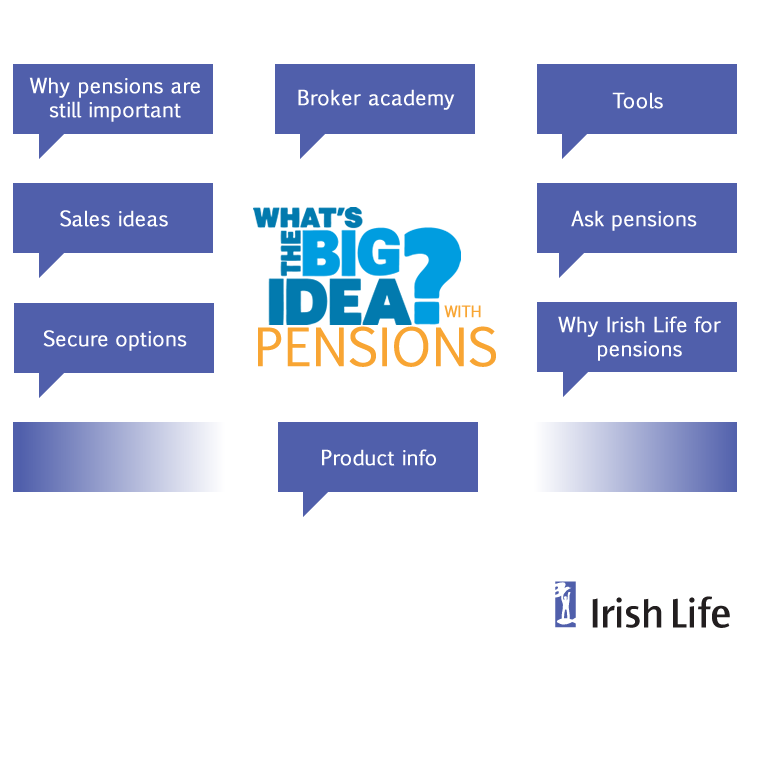 Why pensions are
still important
Broker academy
Tools
Sales ideas
WHAT'S
THE BIG
IDEA?
WITH
PENSIONS
Ask pensions
Secure options
Why Irish Life for
pensions
Product info
Irish Life